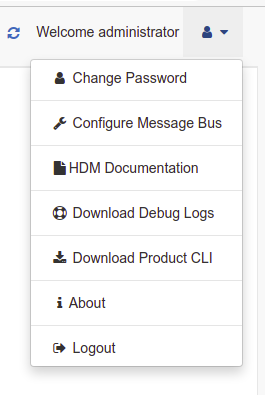 Welcome administrator
Change Password
Configure Message Bus
HDM Documentation
Download Debug Logs
Download Product CLI
About
Logout